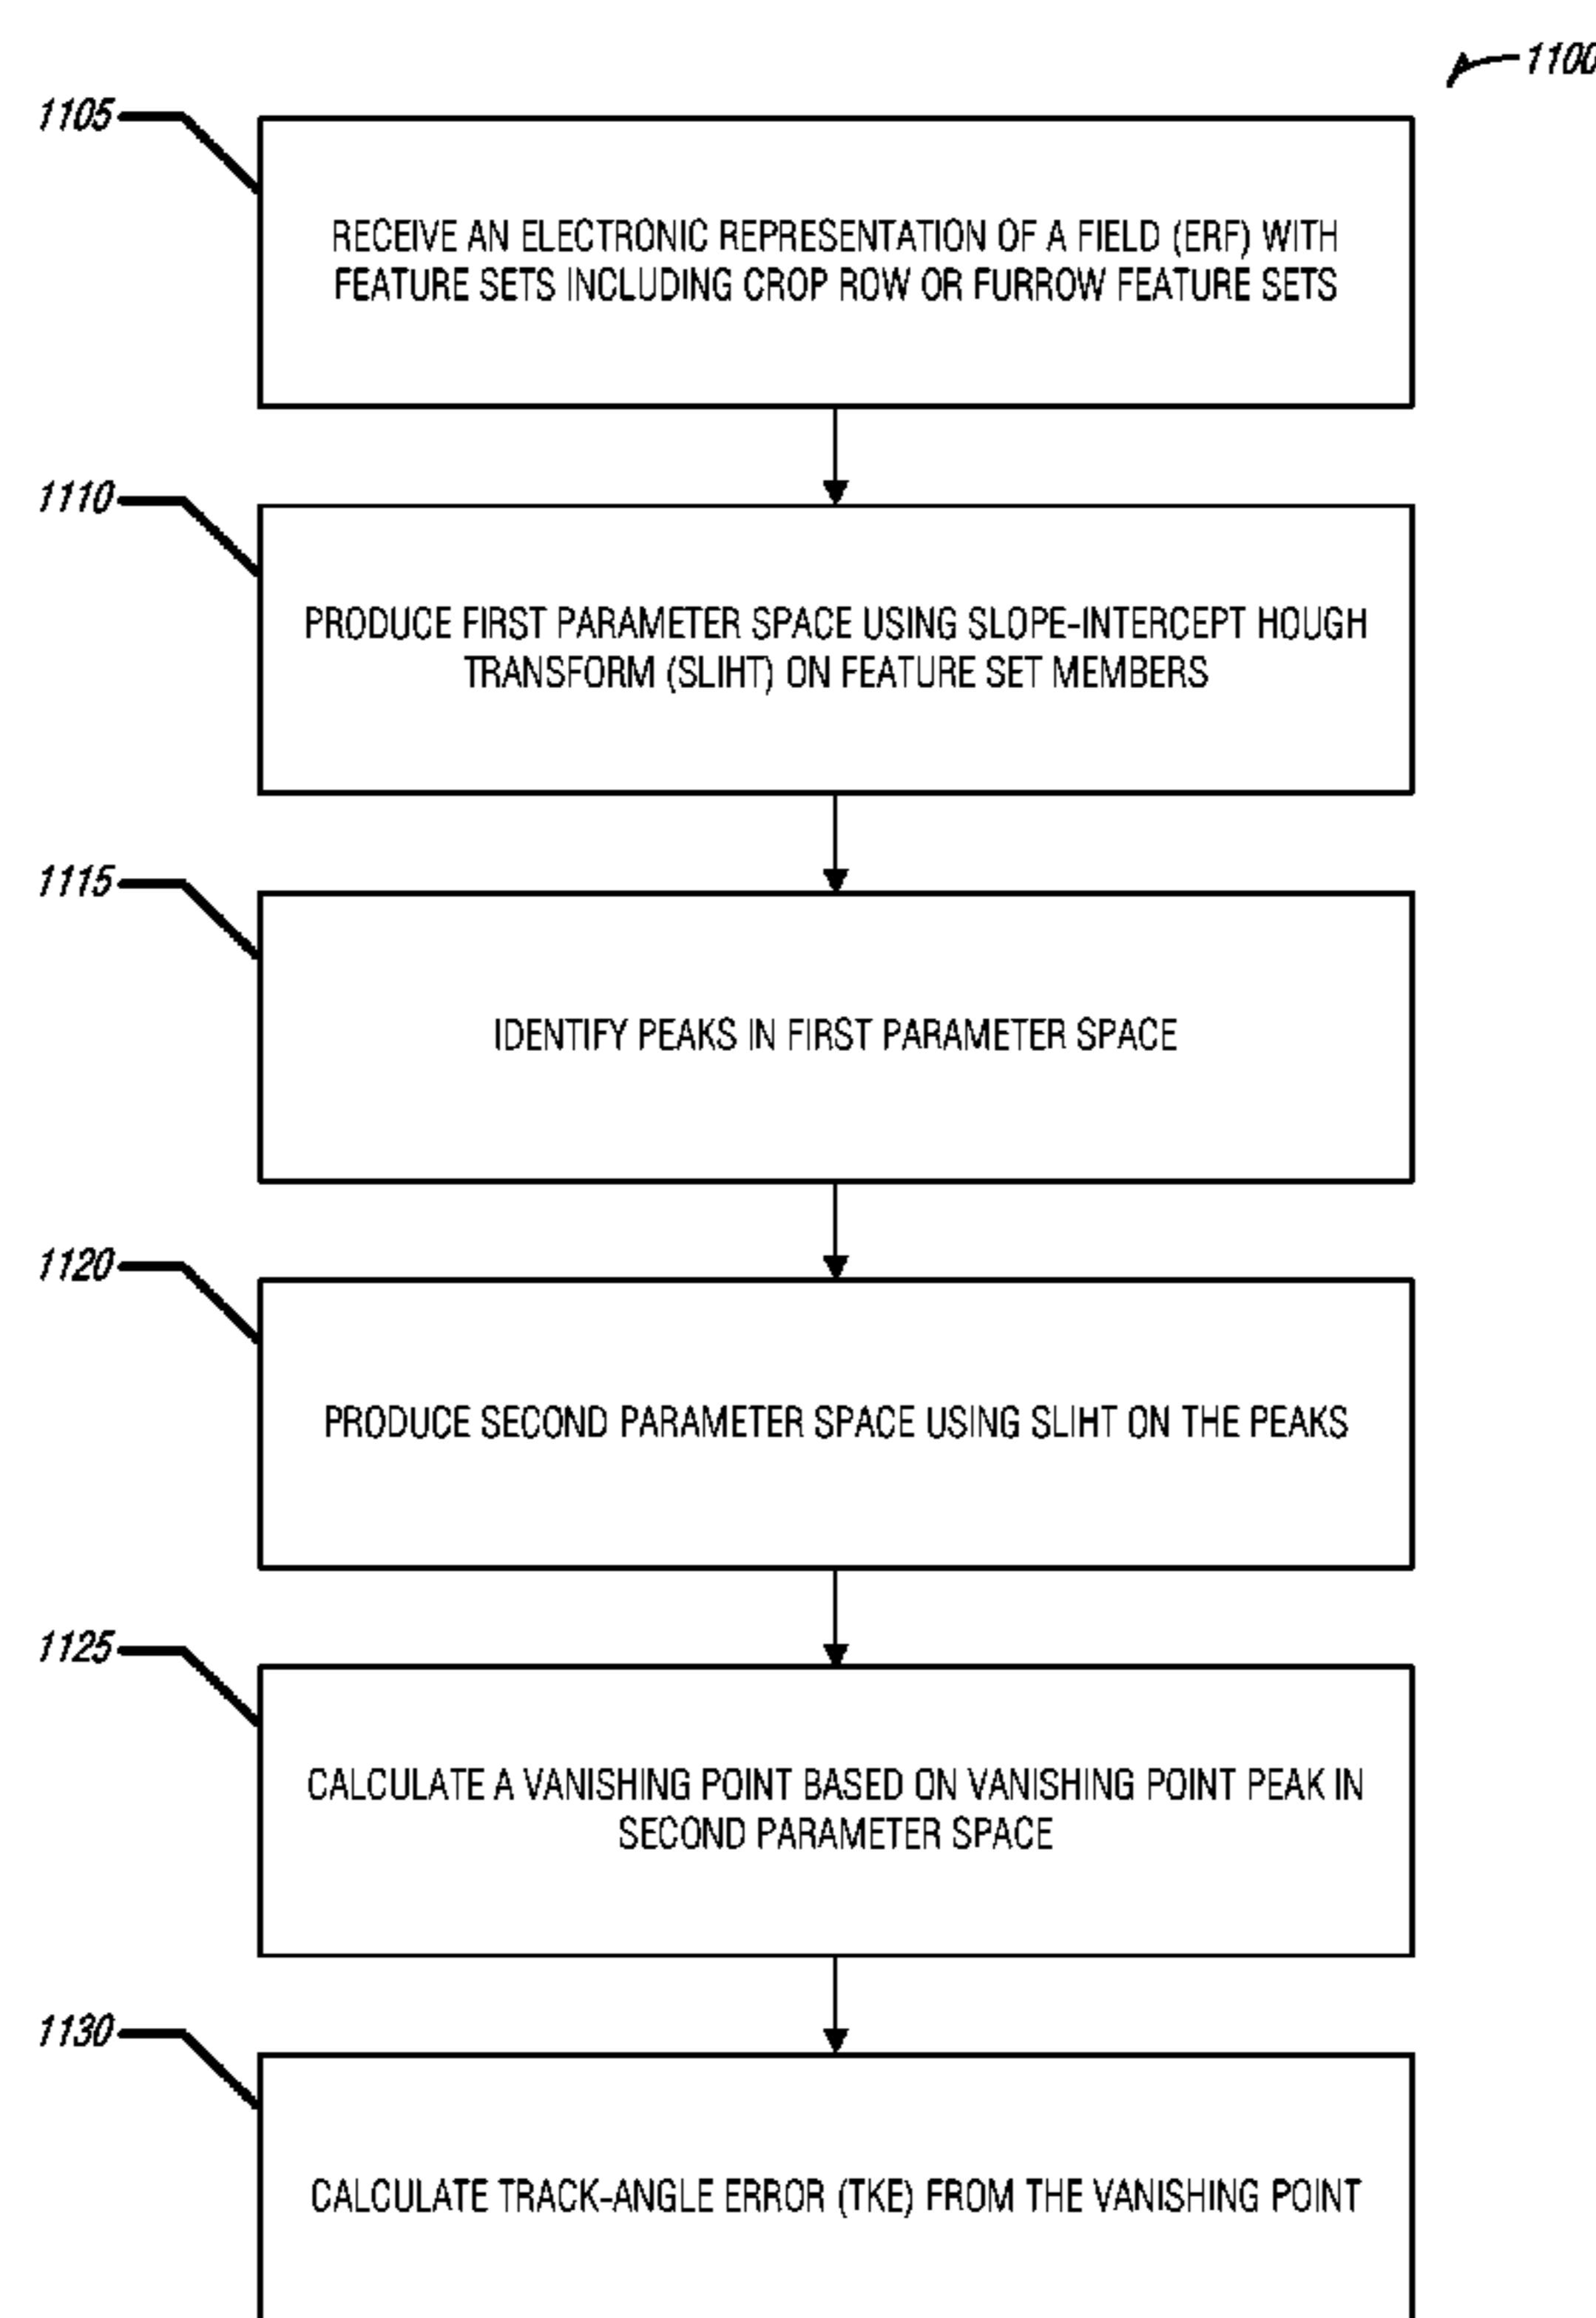 1100
1105
RECEIVE AN ELECTRONIC REPRESENTATION OF A FIELD (ERF) WITH
FEATURE SETS INCLUDING CROP ROW OR FURROW FEATURE SETS
1110
PRODUCE FIRST PARAMETER SPACE USING SLOPE-INTERCEPT HOUGH
TRANSFORM (SLIHT) ON FEATURE SET MEMBERS
1115
IDENTIFY PEAKS IN FIRST PARAMETER SPACE
1120
PRODUCE SECOND PARAMETER SPACE USING SLIHT ON THE PEAKS
1125
CALCULATE A VANISHING POINT BASED ON VANISHING POINT PEAK IN
SECOND PARAMETER SPACE
1130
CALCULATE TRACK-ANGLE ERROR (TKE) FROM THE VANISHING POINT